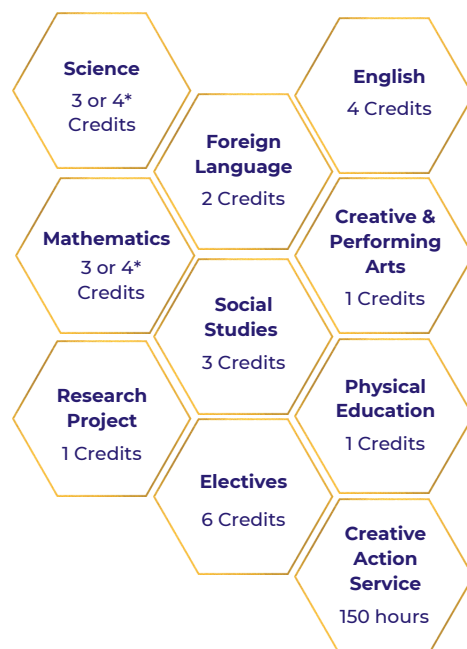 Science
3 or 4*
Credits
English
4 Credits
Foreign
Language
2 Credits
Mathematics
3 or 4*
Credits
Creative &
Performing
Arts
1 Credits
Social
Studies
3 Credits
Research
Project
1 Credits
Physical
Education
1 Credits
Electives
6 Credits
Creative
Action
Service
150 hours